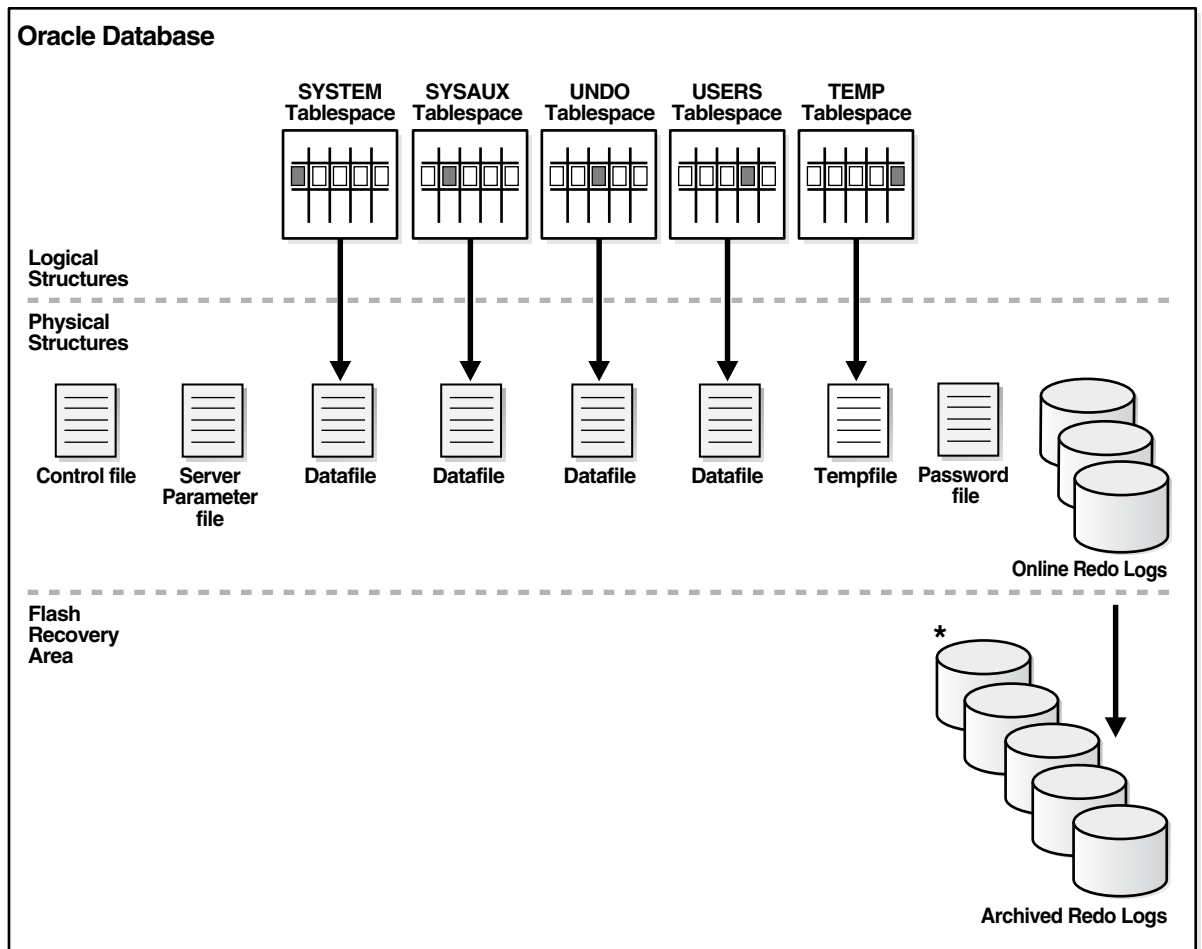 Oracle Database
SYSTEM
Tablespace
SYSAUX
Tablespace
UNDO
Tablespace
USERS
Tablespace
TEMP
Tablespace
Logical
Structures
Physical
Structures
Control file
Server
Parameter
file
Datafile
Datafile
Datafile
Datafile
Tempfile
Password
file
Online Redo Logs
Flash
Recovery
Area
*
Archived Redo Logs